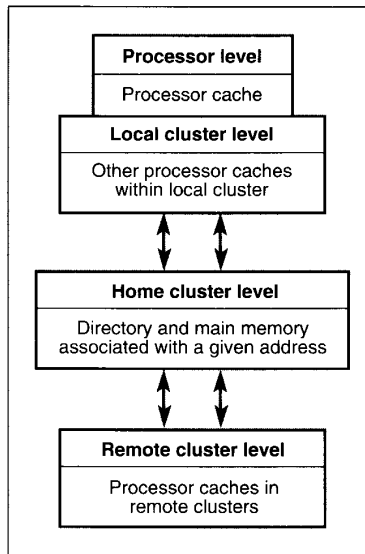 Processor level
Processor cache
Local cluster level
Other processor caches
within local cluster
Home cluster level
Directory and main memory
associated with a given address
Remote cluster level
Processor caches in
remote clusters